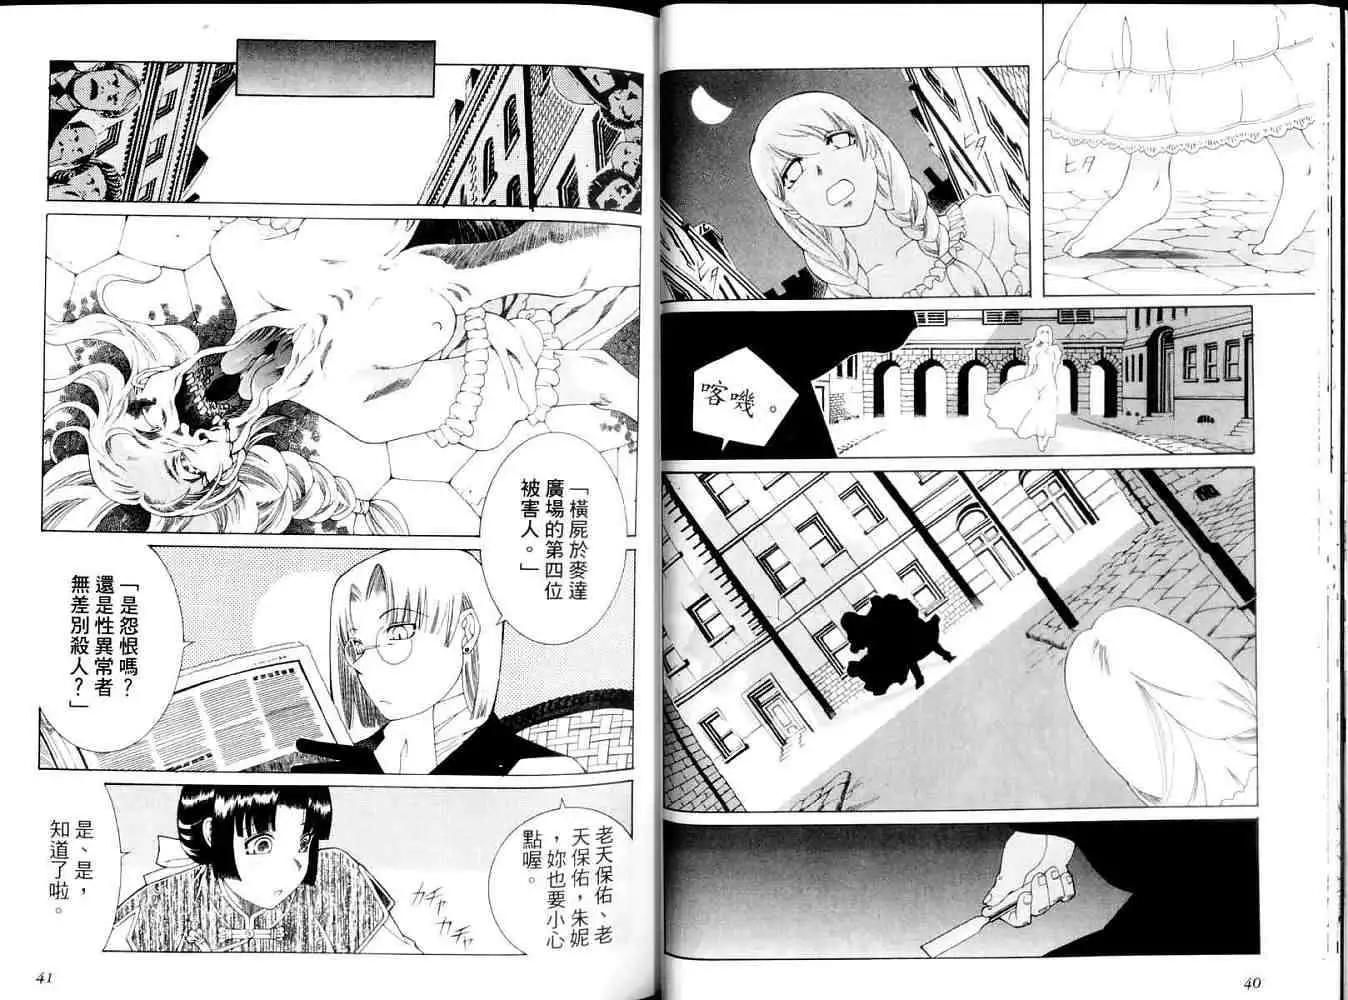 ヒタ
喀嘰。
40
「橫屍於麥達
廣場的第四位
被害人。」
「是怨恨嗎？
還是性異常者
無差別殺人？」
老天保佑、老
天保佑，朱妮
，妳也要小心
點喔。
カチャ
カチャ
是、是，
知道了啦。
41